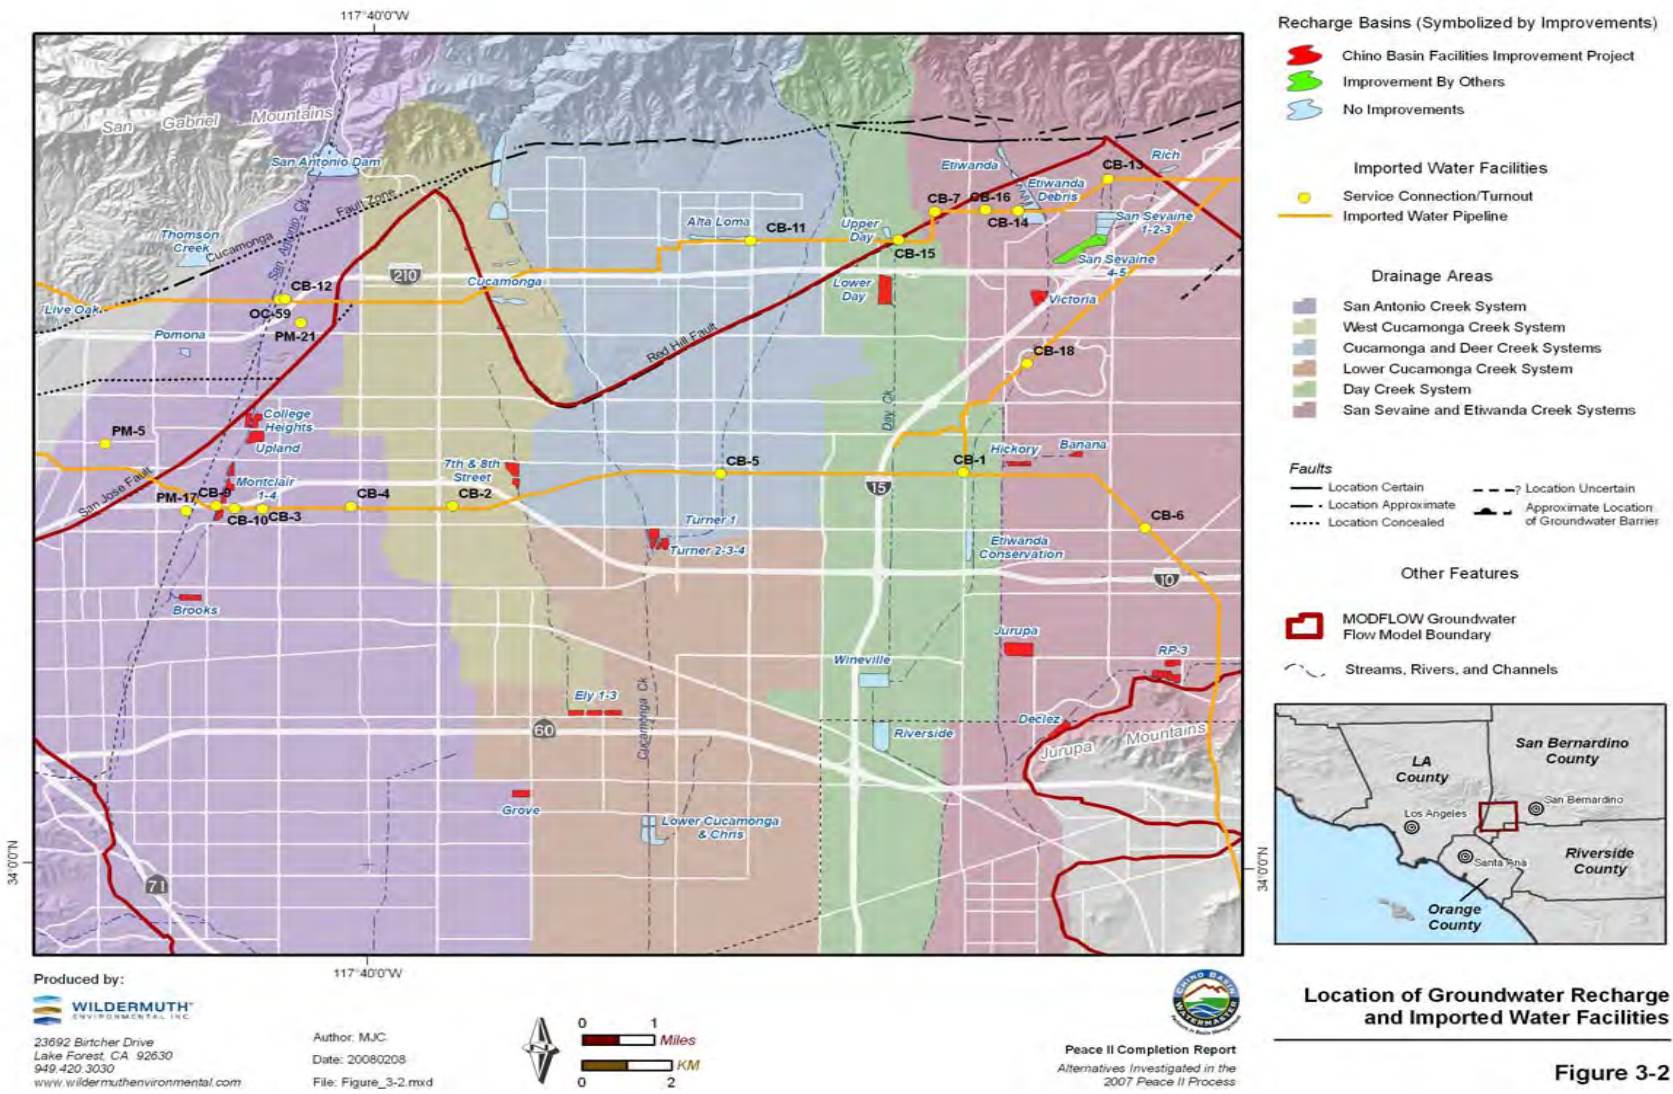 117°40'0"W
Recharge Basins (Symbolized by Improvements)
Chino Basin Facilities Improvement Project
Improvement By Others
No Improvements
Imported Water Facilities
Service Connection/Turnout
Imported Water Pipeline
Drainage Areas
San Antonio Creek System
West Cucamonga Creek System
Cucamonga and Deer Creek Systems
Lower Cucamonga Creek System
Day Creek System
San Sevaine and Etiwanda Creek Systems
Faults
Location Certain
Location Approximate
Location Concealed
? Location Uncertain
Approximate Location
of Groundwater Barrier
Other Features
MODFLOW Groundwater
Flow Model Boundary
Streams, Rivers, and Channels
San Gabriel Mountains
San Antonio Dam
Fault Zone
Cucamonga
San Antonio Ck
Thomson
Creek
Live Oak
CB-12
OC-59
PM-21
Pomona
210
Cucamonga
Alta Loma
CB-11
Upper
Day
CB-15
Lower
Day
Etiwanda
CB-7
CB-16
CB-14
Etiwanda
Debris
CB-13
Rich
San Sevaine
1-2-3
San Sevaine
4-5
Victoria
CB-18
Red Hill Fault
Day Ck
College
Heights
Upland
PM-5
San Jose Fault
Montclair
1-4
PM-17
CB-9
CB-10
CB-3
CB-4
7th & 8th
Street
CB-2
CB-5
15
CB-1
Hickory
Banana
CB-6
Turner 1
Turner 2-3-4
Etiwanda
Conservation
10
Brooks
Jurupa
RP-3
Wineville
Ely 1-3
60
Cucamonga Ck
Riverside
Declez
Jurupa Mountains
Grove
Lower Cucamonga
& Chris
71
34°0'0"N
34°0'0"N
117°40'0"W
LA
County
San Bernardino
County
Los Angeles
San Bernardino
Santa Ana
Riverside
County
Orange
County
Produced by:
WILDERMUTH™
ENVIRONMENTAL INC.
23692 Birtcher Drive
Lake Forest, CA 92630
949.420.3030
www.wildermuthenvironmental.com
Author: MJC
Date: 20080208
File: Figure_3-2.mxd
0 1
Miles
KM
0 2
CHINO BASIN
WATERMASTER
Peace II Completion Report
Alternatives Investigated in the
2007 Peace II Process
Location of Groundwater Recharge
and Imported Water Facilities
Figure 3-2